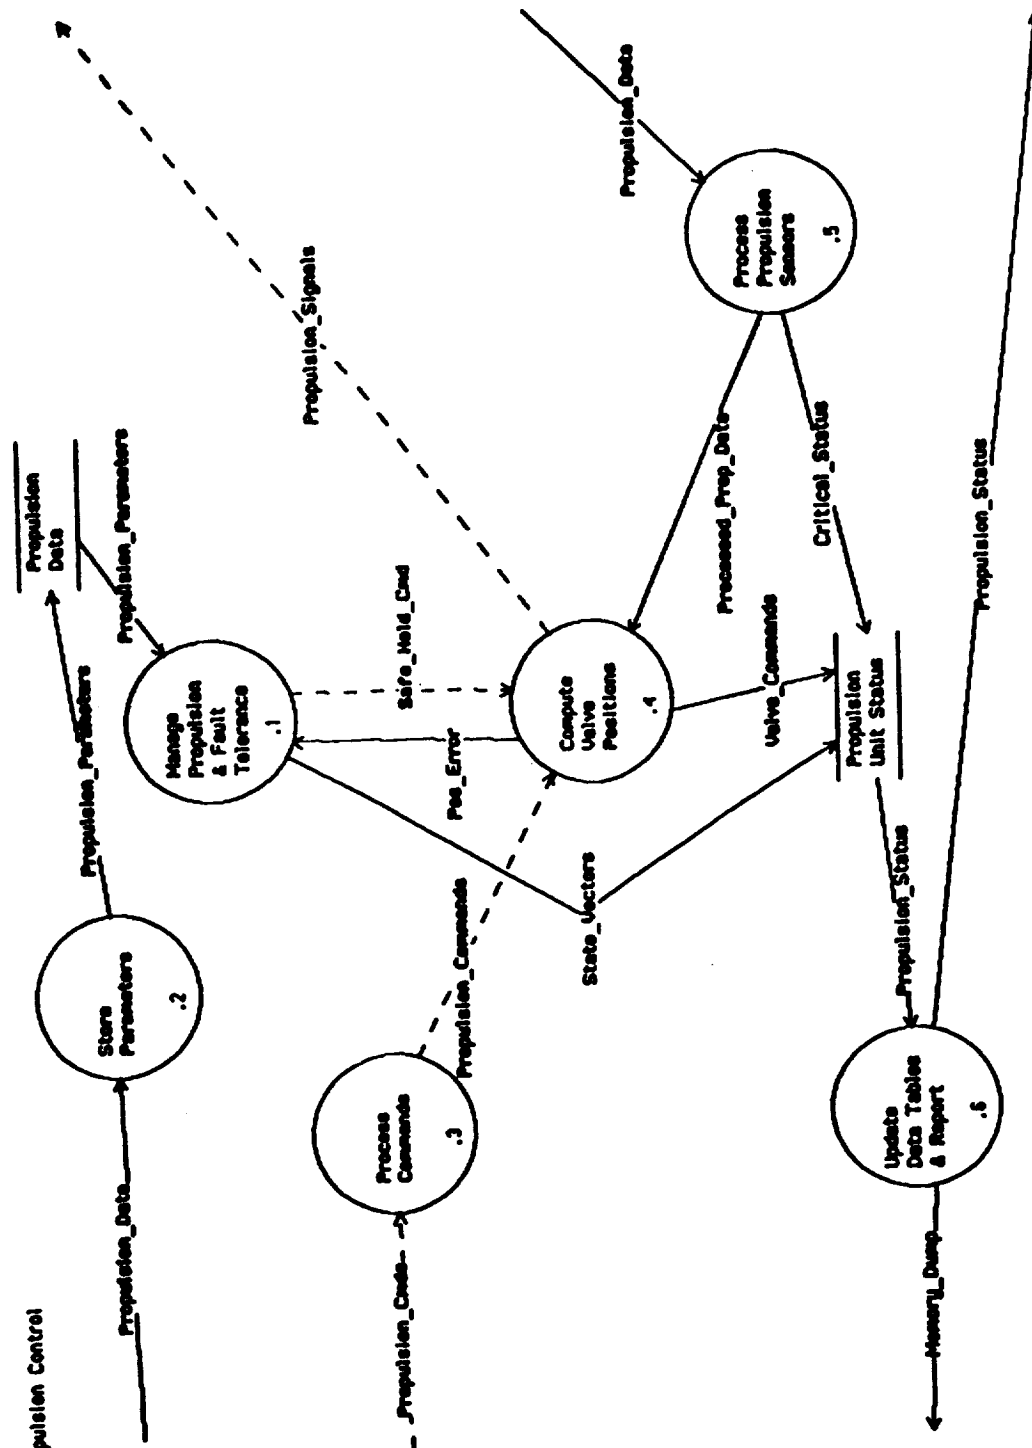 pulsion Control
Propulsion_Data
Store
Parameters
.2
Propulsion_Parameters
Propulsion
Data
Propulsion_Parameters
Manage
Propulsion
& Fault
Tolerance
.1
Propulsion_Signals
Propulsion_Cmds
Process
Commands
.3
Propulsion_Commands
Pos_Error
Safe_Hold_Cmd
Compute
Valve
Positions
.4
State_Vectors
Valve_Commands
Processed_Prop_Data
Propulsion_Data
Process
Propulsion
Sensors
.5
Critical_Status
Propulsion
Unit Status
Propulsion_Status
Update
Data Tables
& Report
.6
Memory_Dump
Propulsion_Status